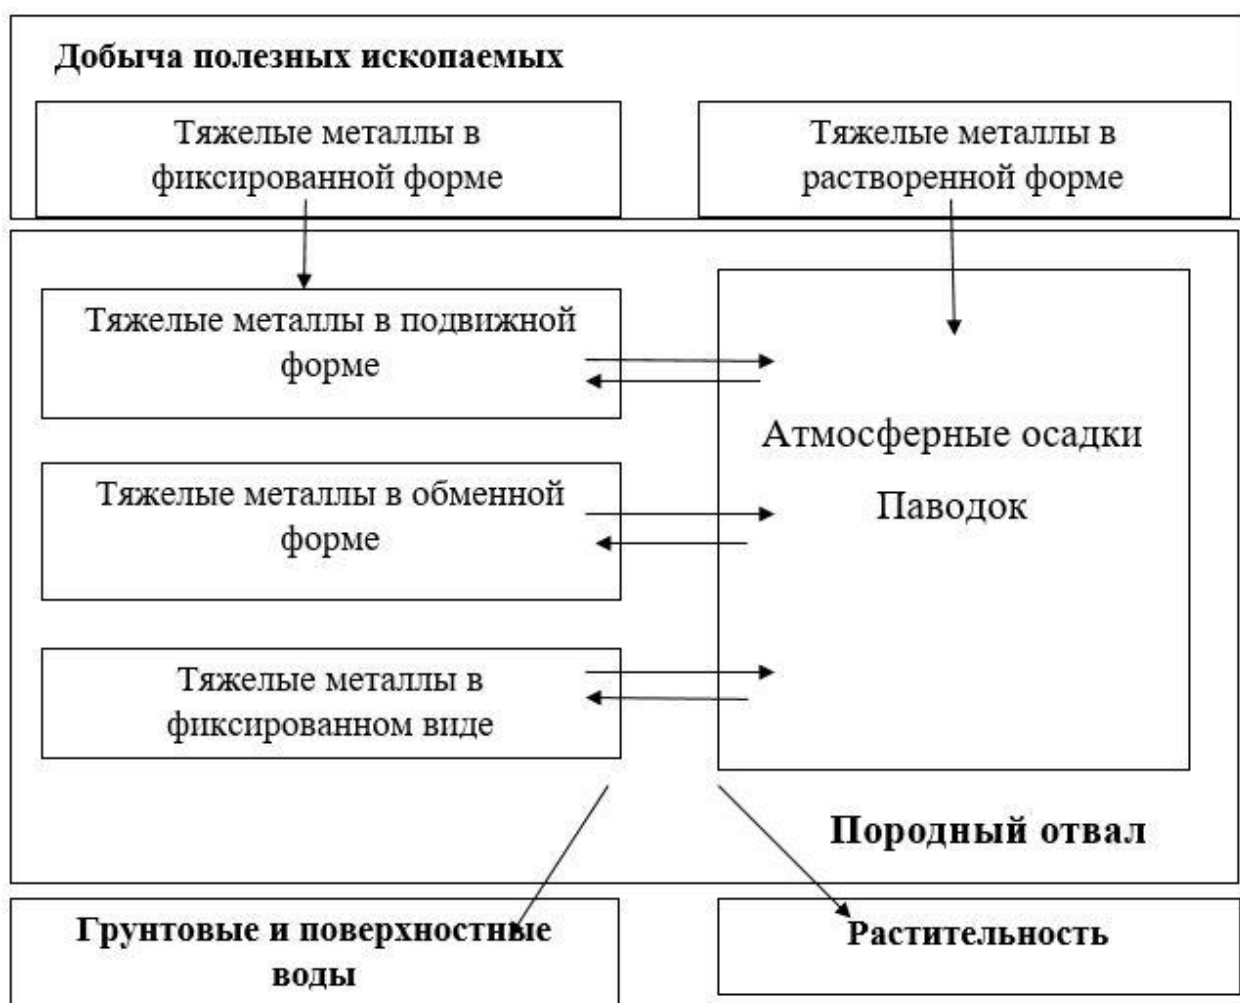 Добыча полезных ископаемых
Тяжелые металлы в
фиксированной форме
Тяжелые металлы в
растворенной форме
Тяжелые металлы в подвижной
форме
Атмосферные осадки
Паводок
Тяжелые металлы в обменной
форме
Тяжелые металлы в
фиксированном виде
Породный отвал
Грунтовые и поверхностные
воды
Растительность